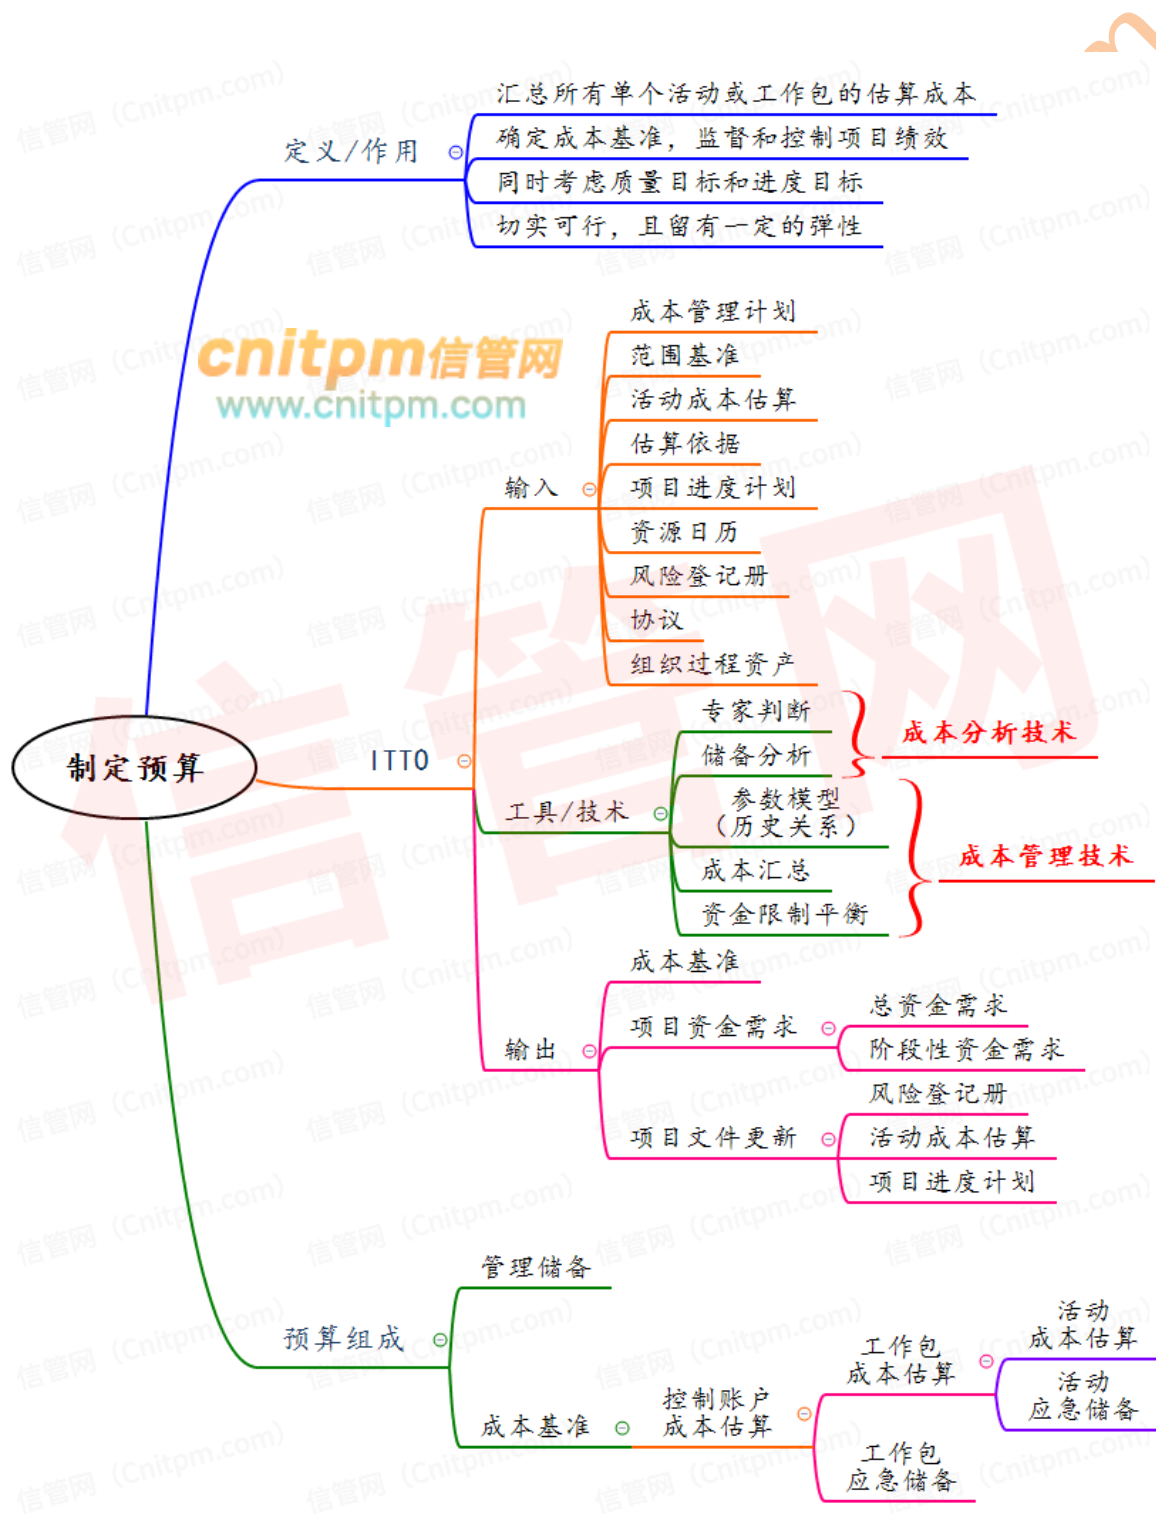 汇总所有单个活动或工作包的估算成本
定义/作用
确定成本基准，监督和控制项目绩效
同时考虑质量目标和进度目标
切实可行，且留有一定的弹性
cnitpm信管网
www.cnitpm.com
成本管理计划
范围基准
活动成本估算
估算依据
输入
项目进度计划
资源日历
风险登记册
协议
组织过程资产
制定预算
ITTO
专家判断
储备分析
成本分析技术
工具/技术
参数模型
（历史关系）
成本汇总
资金限制平衡
成本管理技术
输出
成本基准
项目资金需求
总资金需求
阶段性资金需求
项目文件更新
风险登记册
活动成本估算
项目进度计划
预算组成
管理储备
成本基准
控制账户
成本估算
工作包
成本估算
活动
成本估算
活动
应急储备
工作包
应急储备
信管网
信管网（Cnitpm.com）